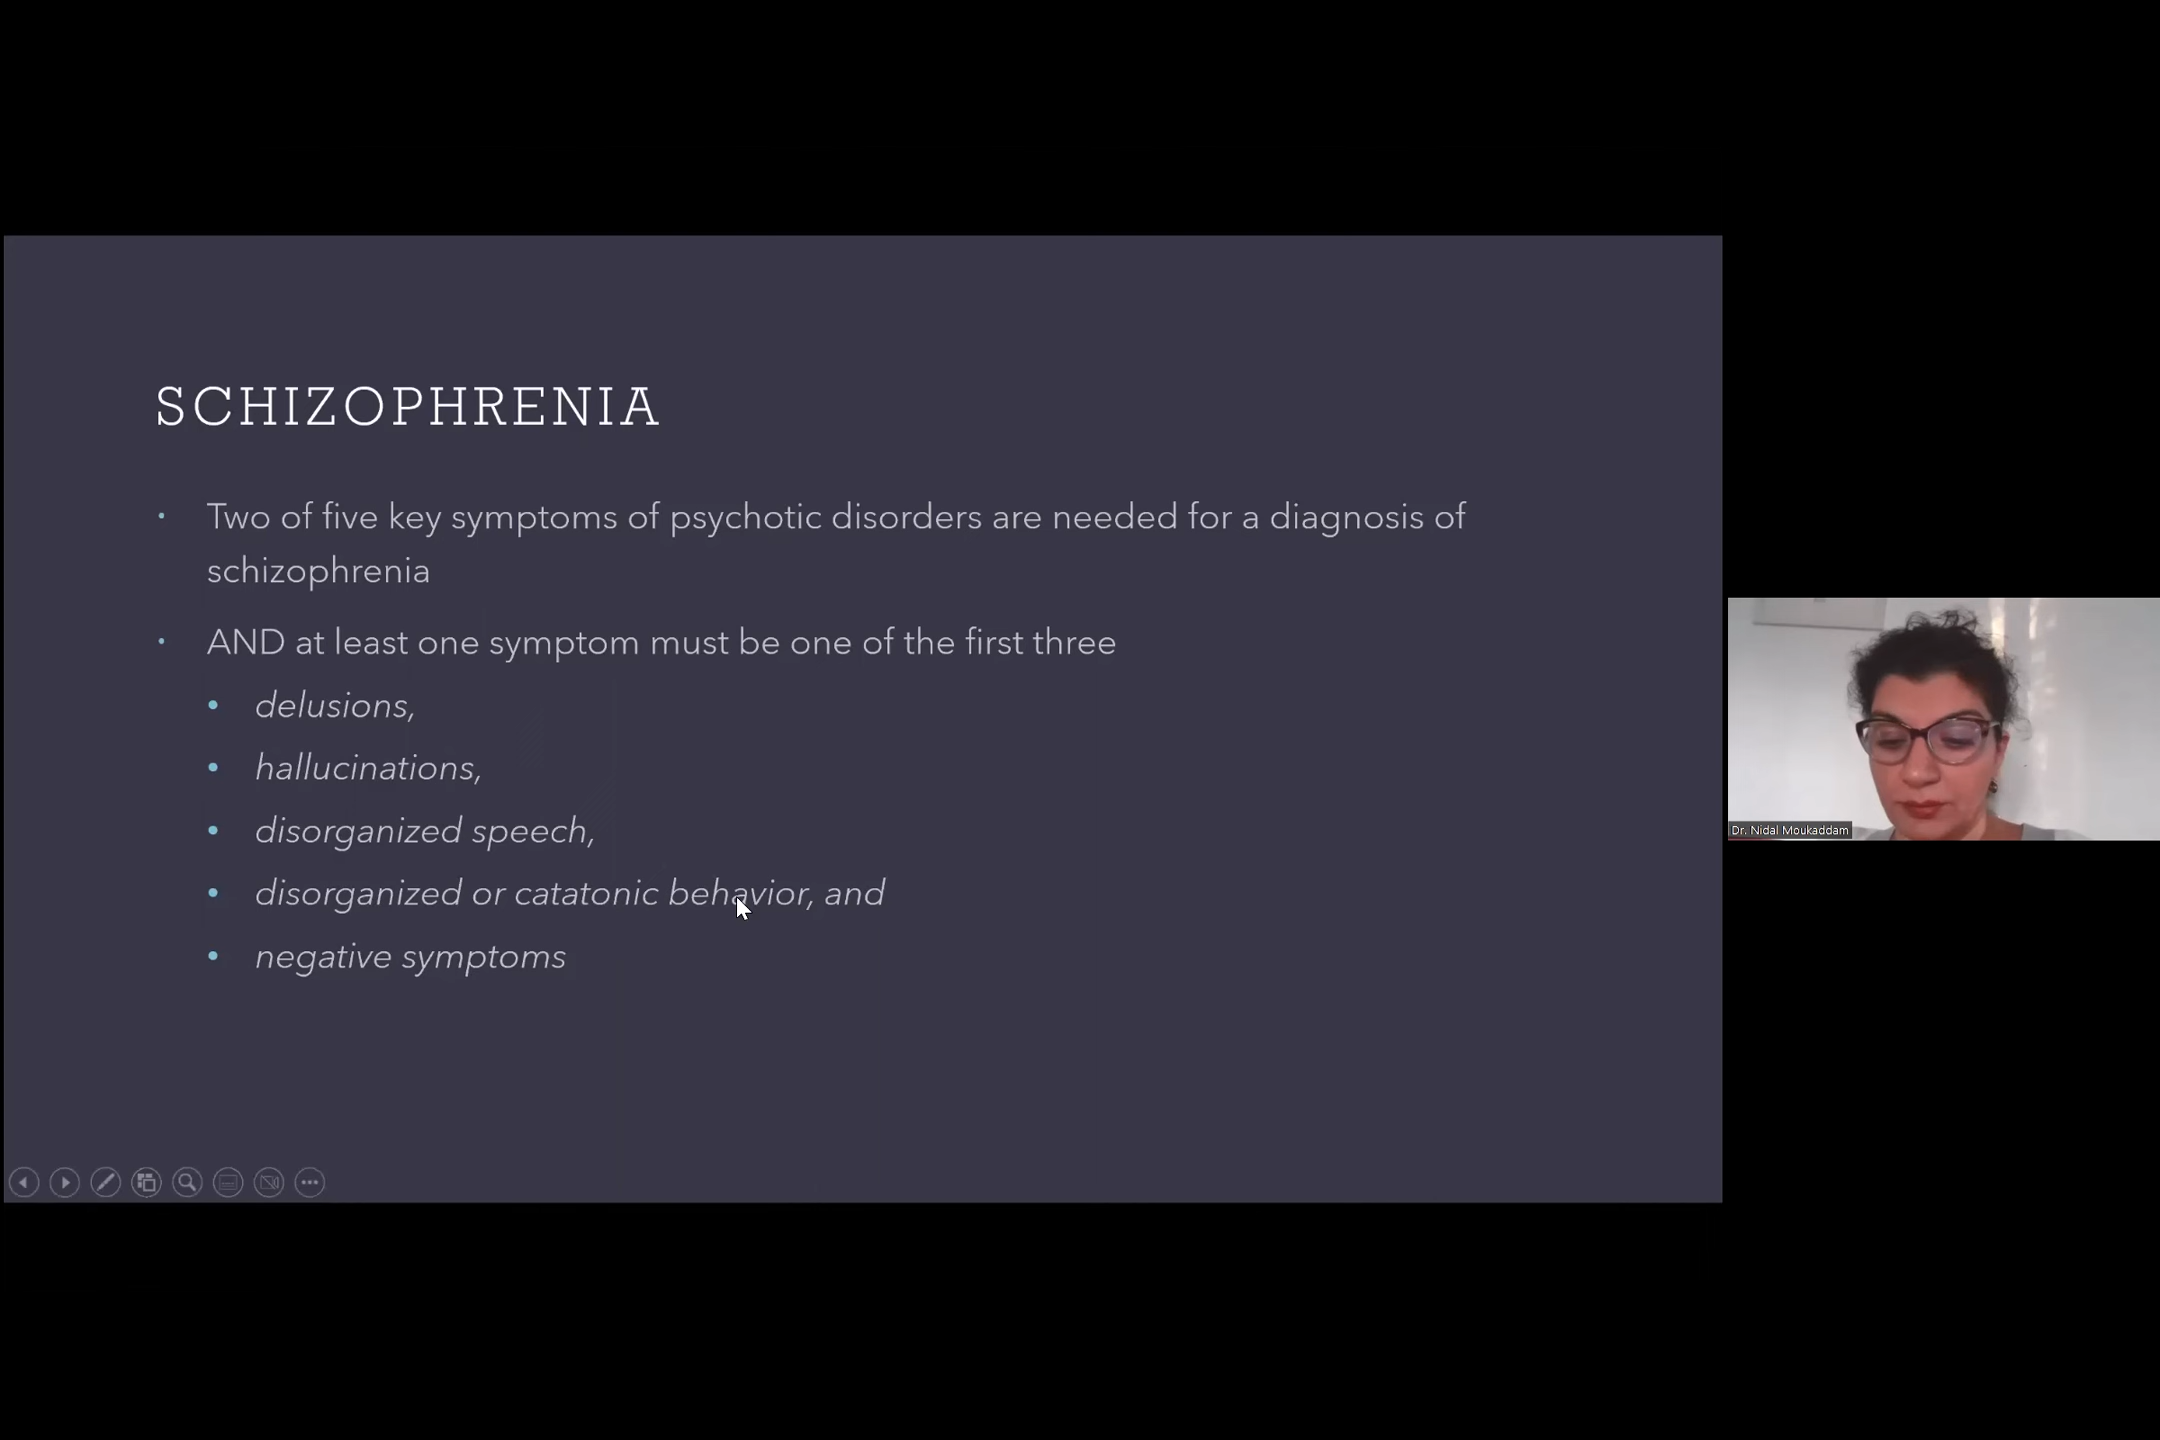 SCHIZOPHRENIA
Two of five key symptoms of psychotic disorders are needed for a diagnosis of
schizophrenia
AND at least one symptom must be one of the first three
delusions,
hallucinations,
disorganized speech,
disorganized or catatonic behavior, and
negative symptoms
Dr. Nidal Moukaddam